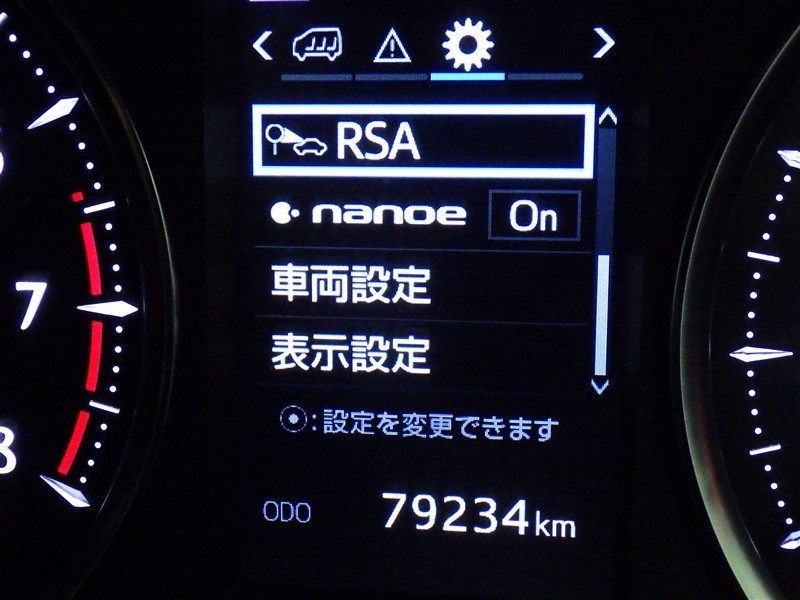 RSA
nanoe On
車両設定
表示設定
:設定を変更できます
ODO 79234km
7
8